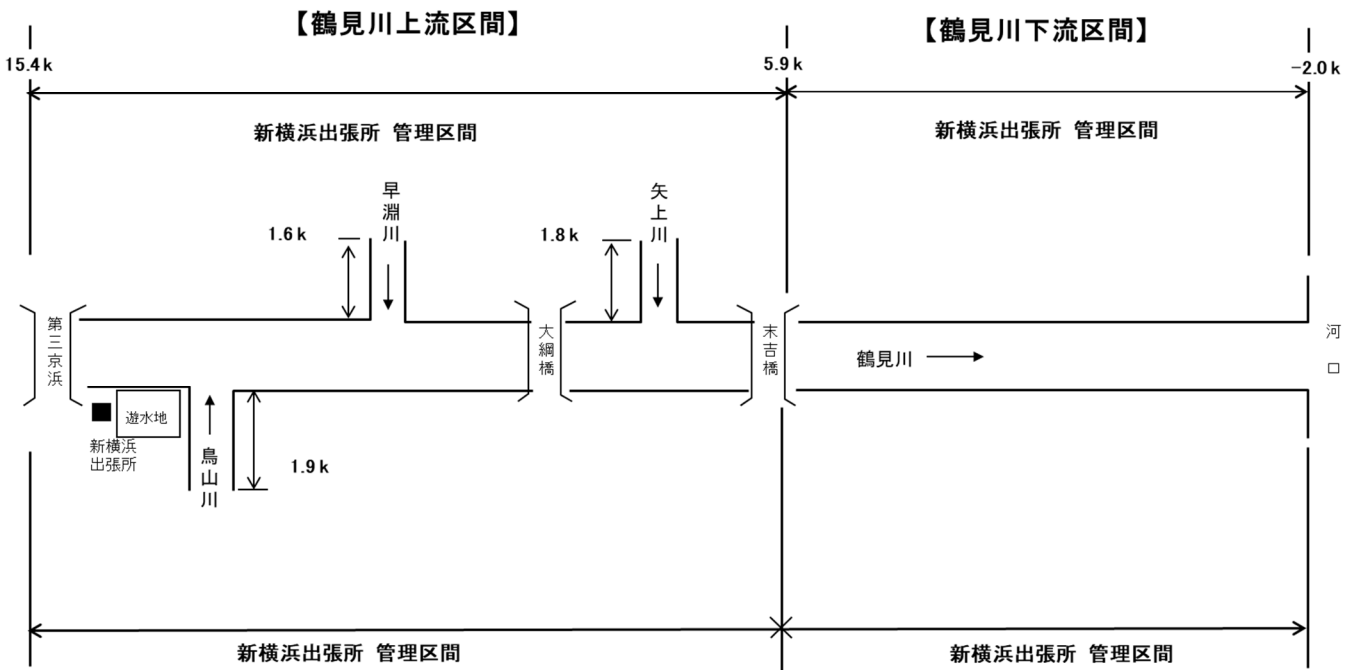 【鶴見川上流区間】
【鶴見川下流区間】
15.4k
5.9k
-2.0k
新横浜出張所 管理区間
新横浜出張所 管理区間
早淵川
矢上川
1.6k
1.8k
第三京浜
大綱橋
末吉橋
河口
鶴見川
遊水地
新横浜
出張所
鳥山川
1.9k
新横浜出張所 管理区間
新横浜出張所 管理区間